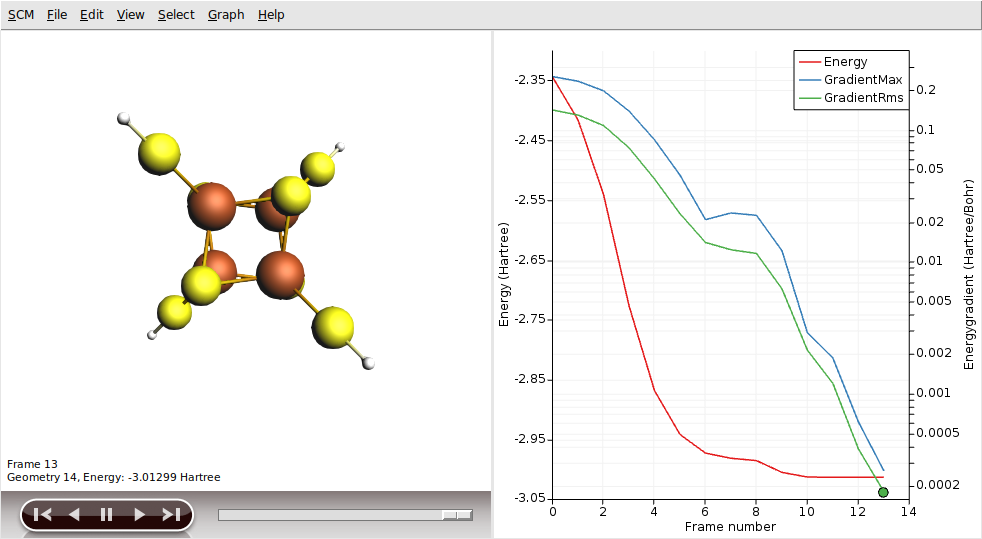 SCM File Edit View Select Graph Help
Frame 13
Geometry 14, Energy: -3.01299 Hartree
Energy
GradientMax
GradientRms
Energy (Hartree)
-2.35
-2.45
-2.55
-2.65
-2.75
-2.85
-2.95
-3.05
0 2 4 6 8 10 12 14
Frame number
0.2
0.1
0.05
0.02
0.01
0.005
0.002
0.001
0.0005
0.0002
Energygradient (Hartree/Bohr)